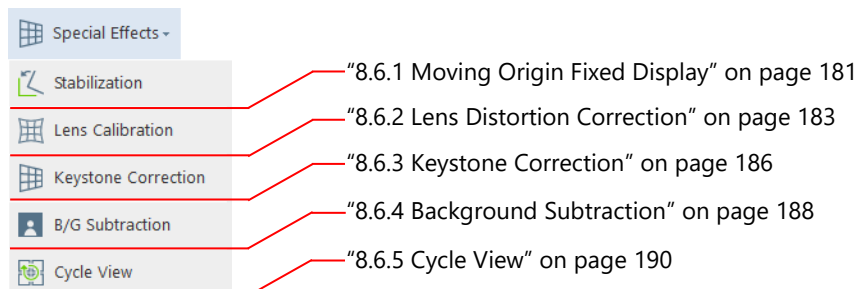 Special Effects
Stabilization
"8.6.1 Moving Origin Fixed Display" on page 181
Lens Calibration
"8.6.2 Lens Distortion Correction" on page 183
Keystone Correction
"8.6.3 Keystone Correction" on page 186
B/G Subtraction
"8.6.4 Background Subtraction" on page 188
Cycle View
"8.6.5 Cycle View" on page 190